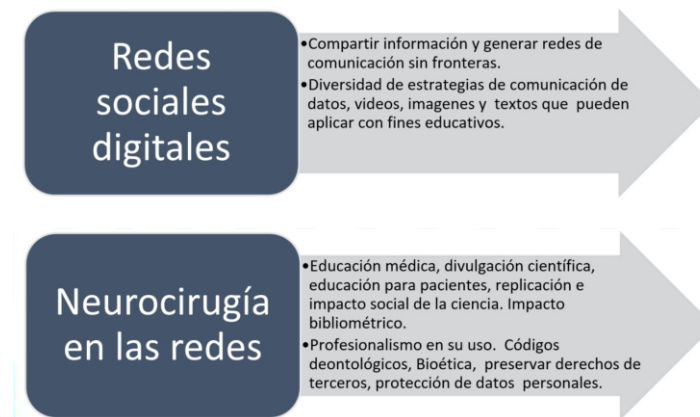 Redes
sociales
digitales
•Compartir información y generar redes de
comunicación sin fronteras.
•Diversidad de estrategias de comunicación de
datos, videos, imagenes y textos que pueden
aplicar con fines educativos.
Neurocirugía
en las redes
•Educación médica, divulgación científica,
educación para pacientes, replicación e
impacto social de la ciencia. Impacto
bibliométrico.
•Profesionalismo en su uso. Códigos
deontológicos, Bioética, preservar derechos de
terceros, protección de datos personales.